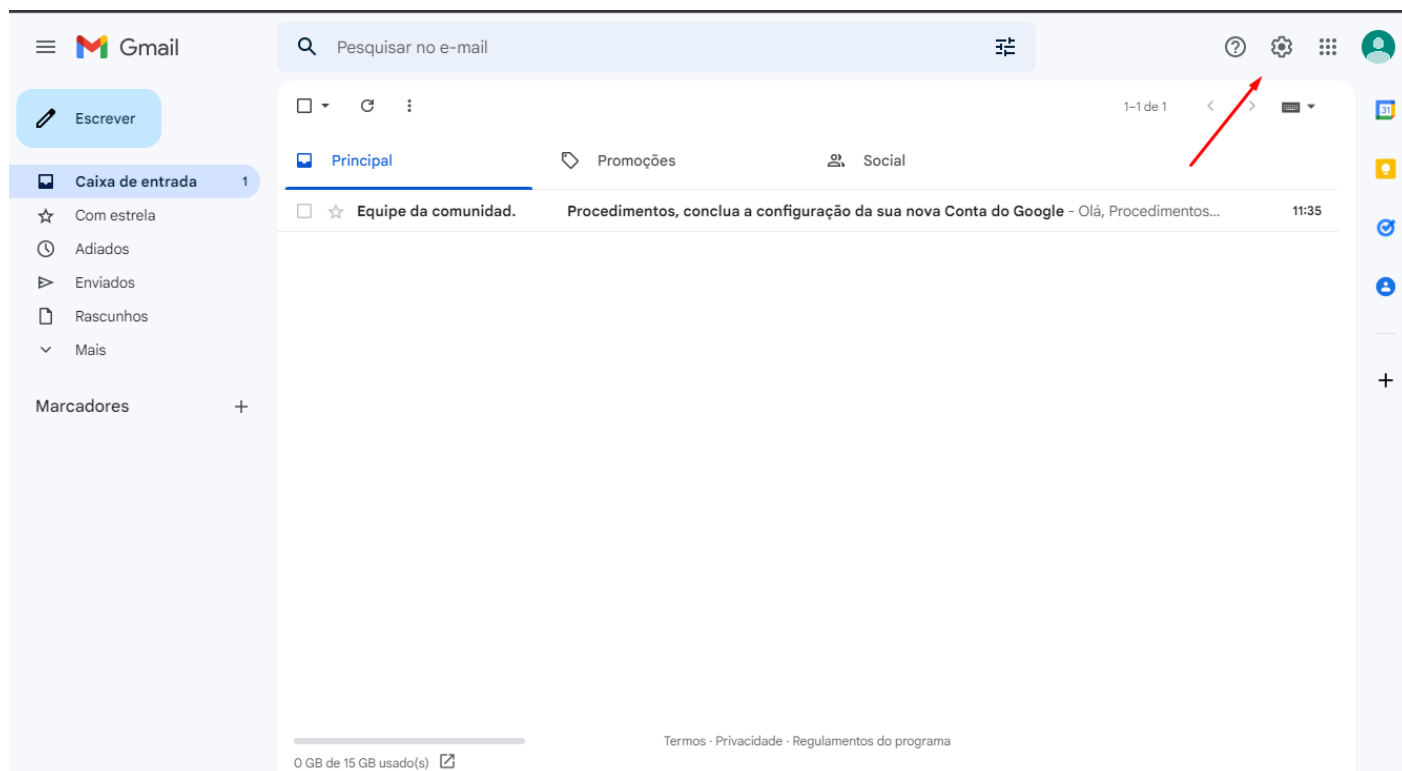 Gmail
Pesquisar no e-mail
Escrever
1–1 de 1
Principal
Promoções
Social
Caixa de entrada 1
Equipe da comunidad. Procedimentos, conclua a configuração da sua nova Conta do Google - Olá, Procedimentos... 11:35
Com estrela
Adiados
Enviados
Rascunhos
Mais
Marcadores
31
Termos · Privacidade · Regulamentos do programa
0 GB de 15 GB usado(s)